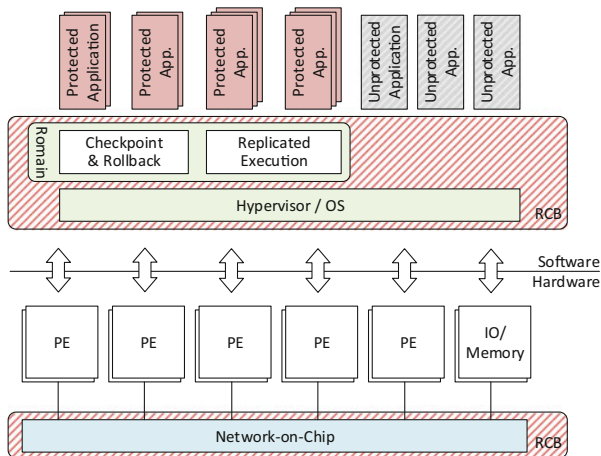 Protected
Application
Protected
App.
Protected
App.
Protected
App.
Unprotected
Application
Unprotected
App.
Unprotected
App.
Romain
Checkpoint
& Rollback
Replicated
Execution
Hypervisor / OS
RCB
Software
Hardware
PE
PE
PE
PE
PE
IO/
Memory
Network-on-Chip
RCB